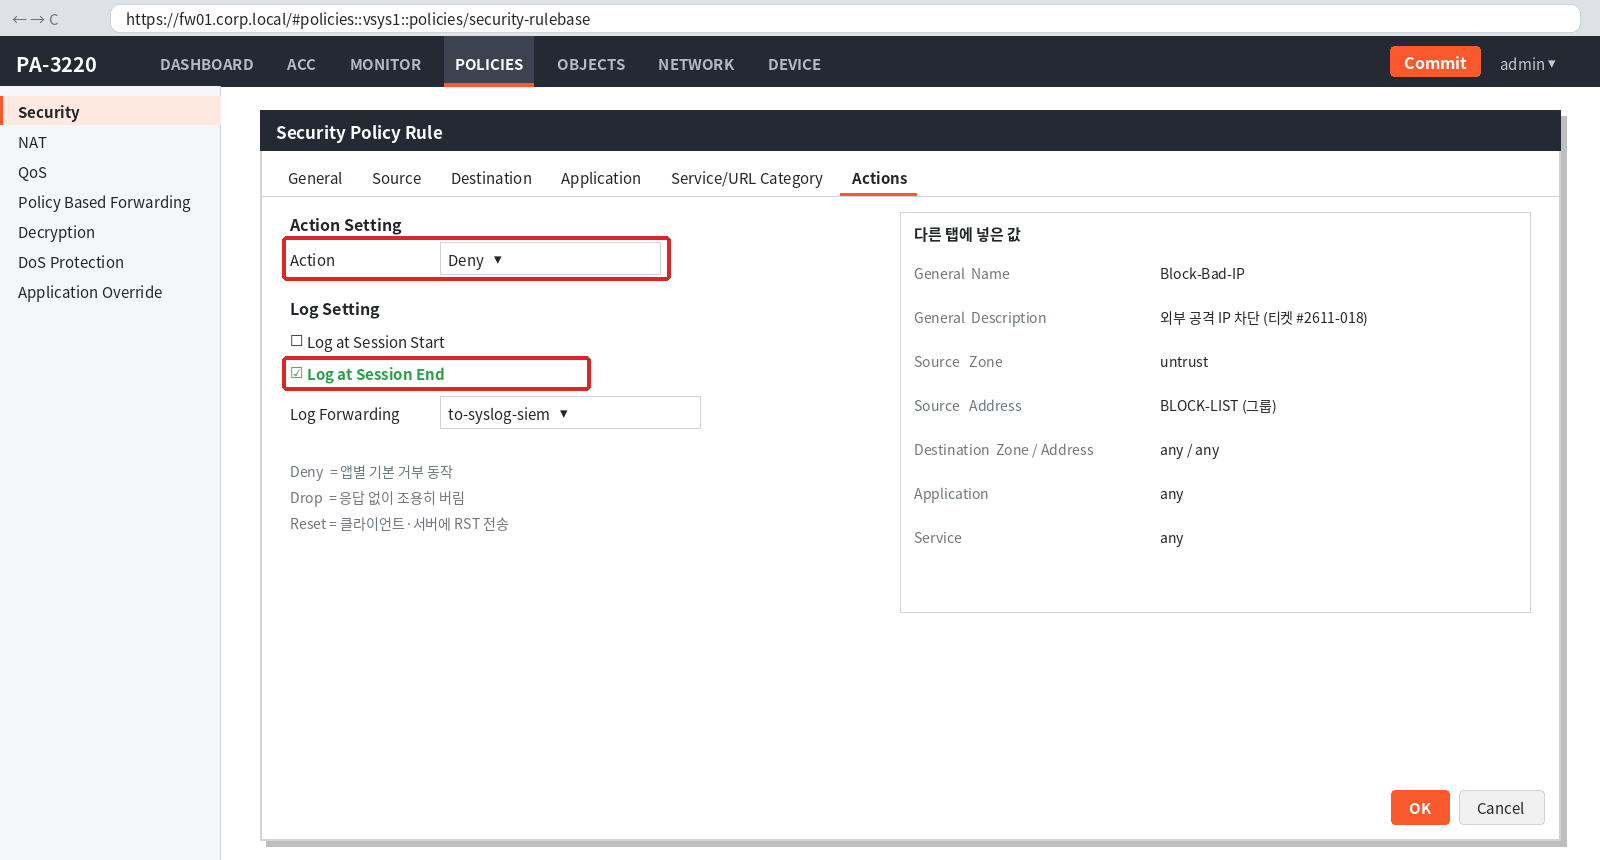 ← → C https://fw01.corp.local/#policies::vsys1::policies/security-rulebase
PA-3220 DASHBOARD ACC MONITOR POLICIES OBJECTS NETWORK DEVICE Commit admin ▾
Security
NAT
QoS
Policy Based Forwarding
Decryption
DoS Protection
Application Override
Security Policy Rule
General Source Destination Application Service/URL Category Actions
Action Setting
Action Deny ▾
Log Setting
☐ Log at Session Start
☑ Log at Session End
Log Forwarding to-syslog-siem ▾
Deny = 앱별 기본 거부 동작
Drop = 응답 없이 조용히 버림
Reset = 클라이언트·서버에 RST 전송
다른 탭에 넣은 값
General Name Block-Bad-IP
General Description 외부 공격 IP 차단 (티켓 #2611-018)
Source Zone untrust
Source Address BLOCK-LIST (그룹)
Destination Zone / Address any / any
Application any
Service any
OK Cancel